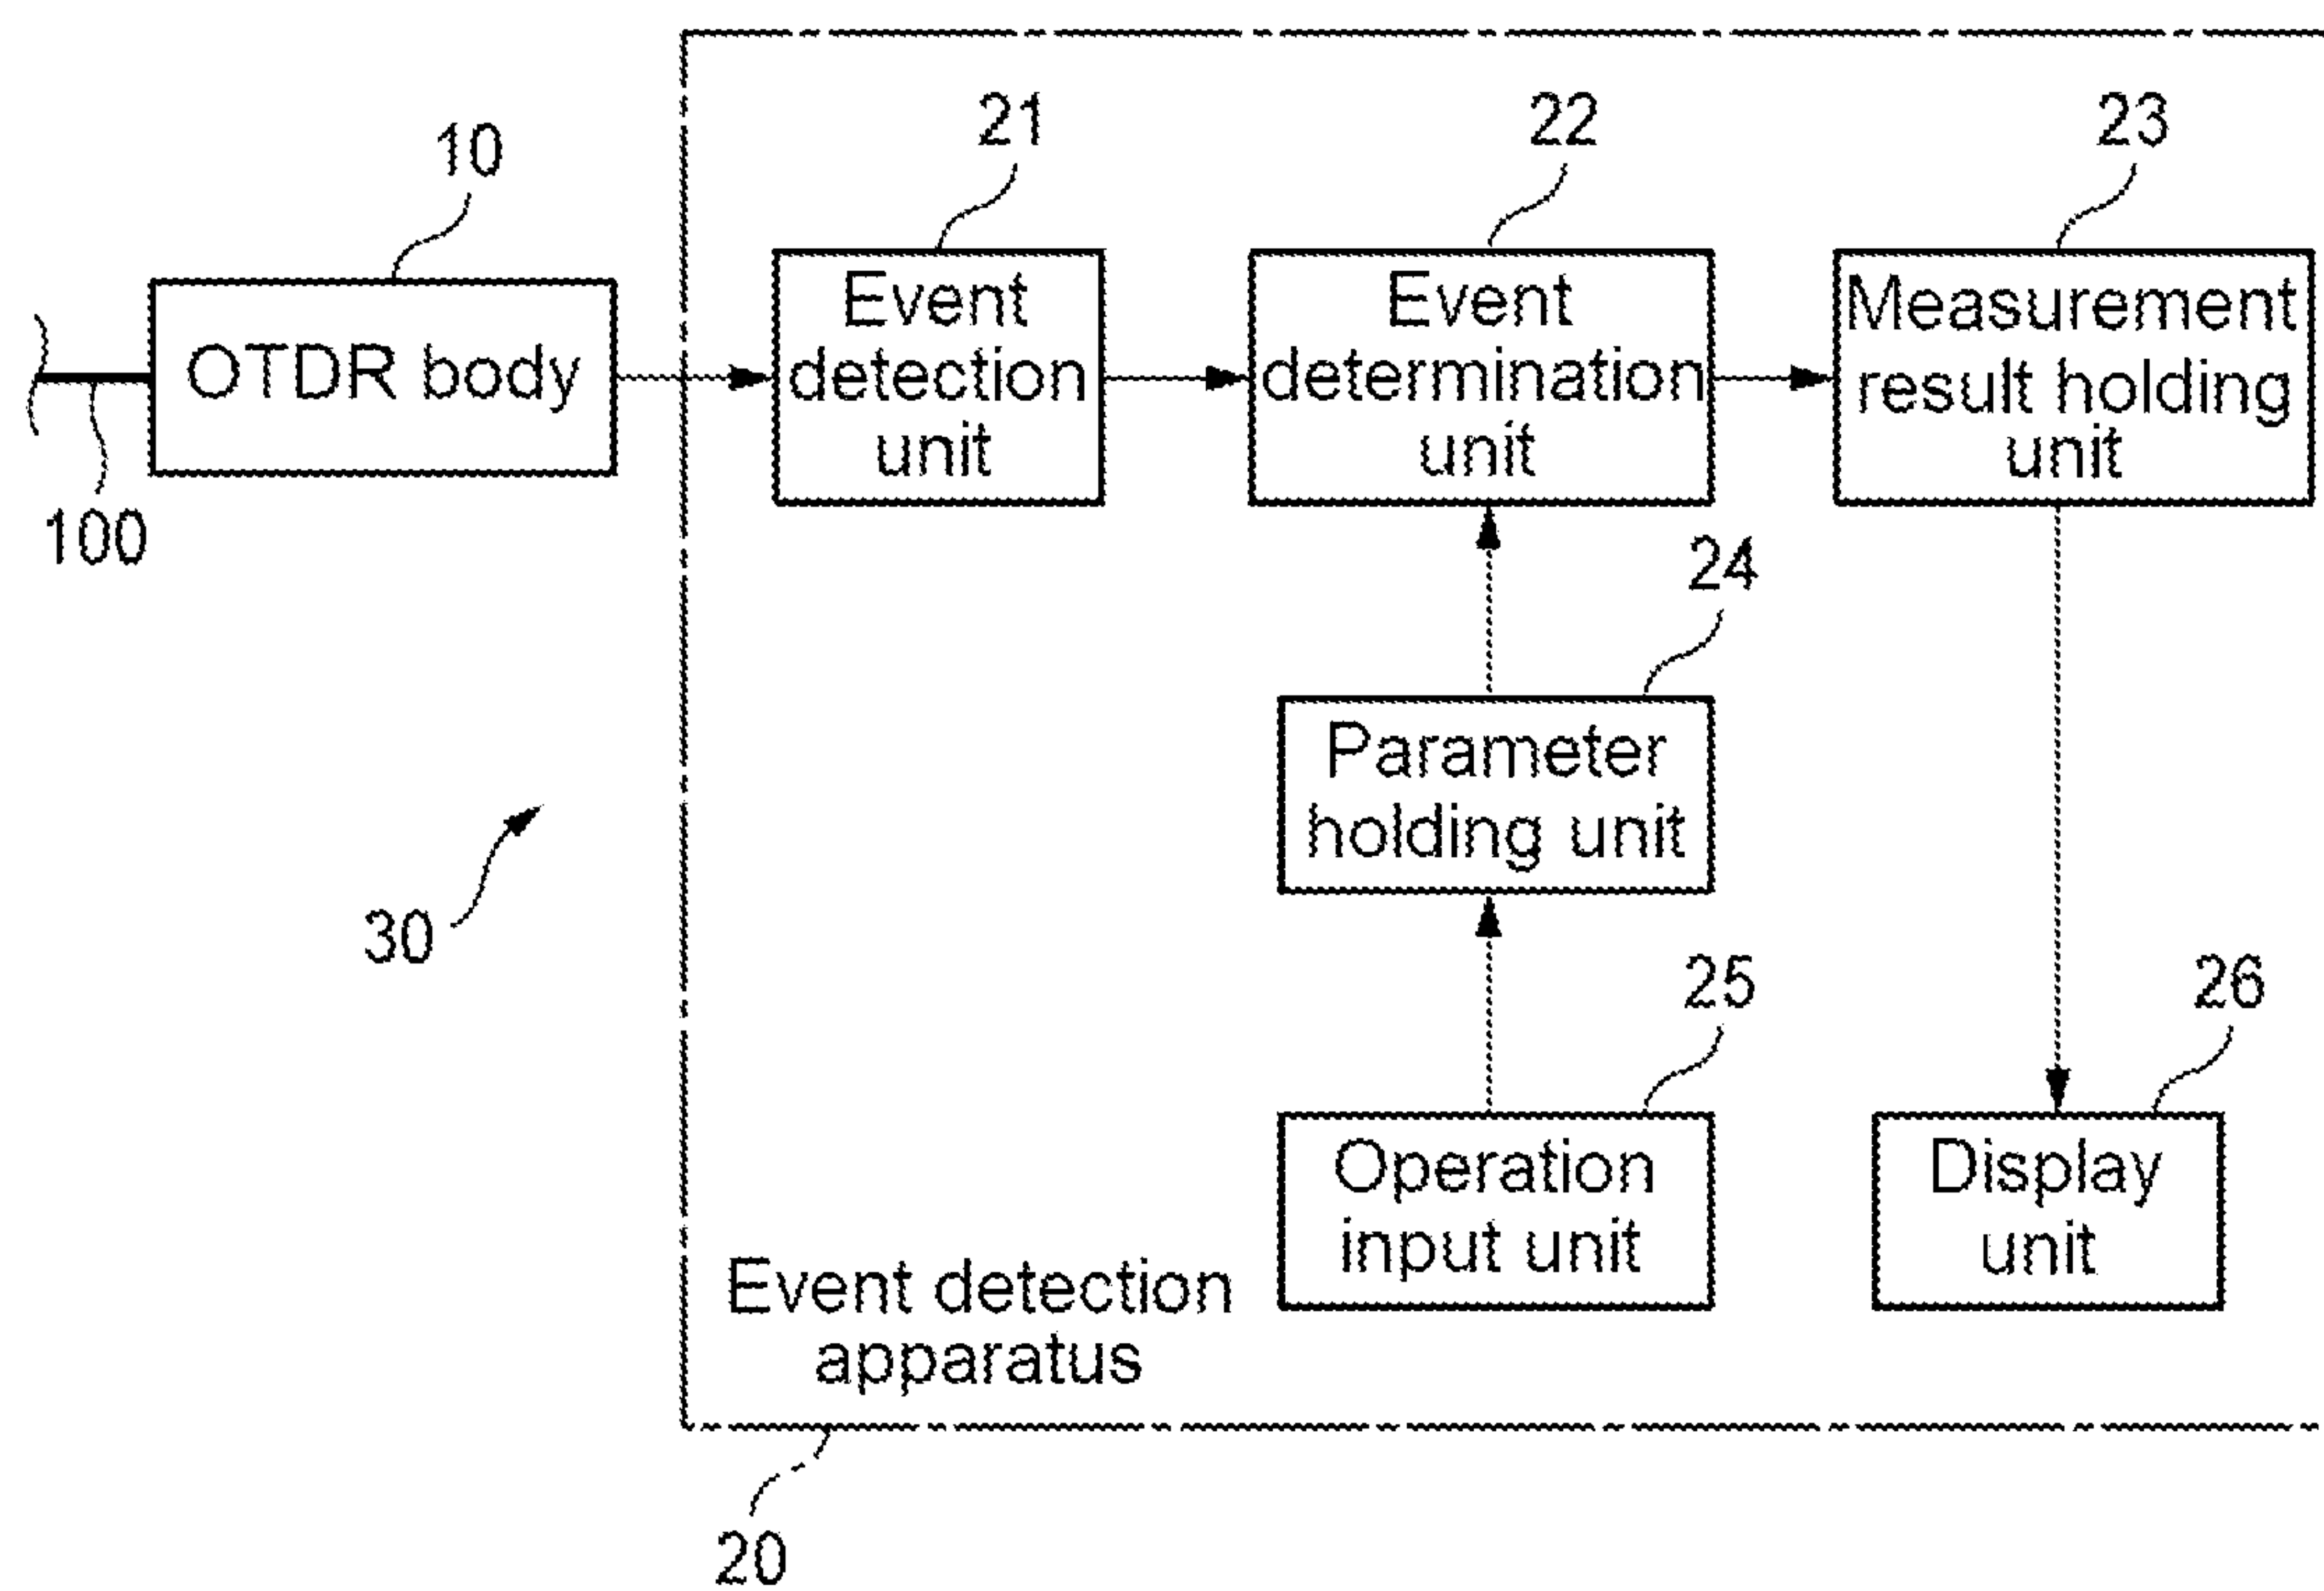 10
21
22
23
OTDR body
Event
detection
unit
Event
determination
unit
Measurement
result holding
unit
100
24
Parameter
holding unit
30
25
26
Operation
input unit
Display
unit
Event detection
apparatus
20